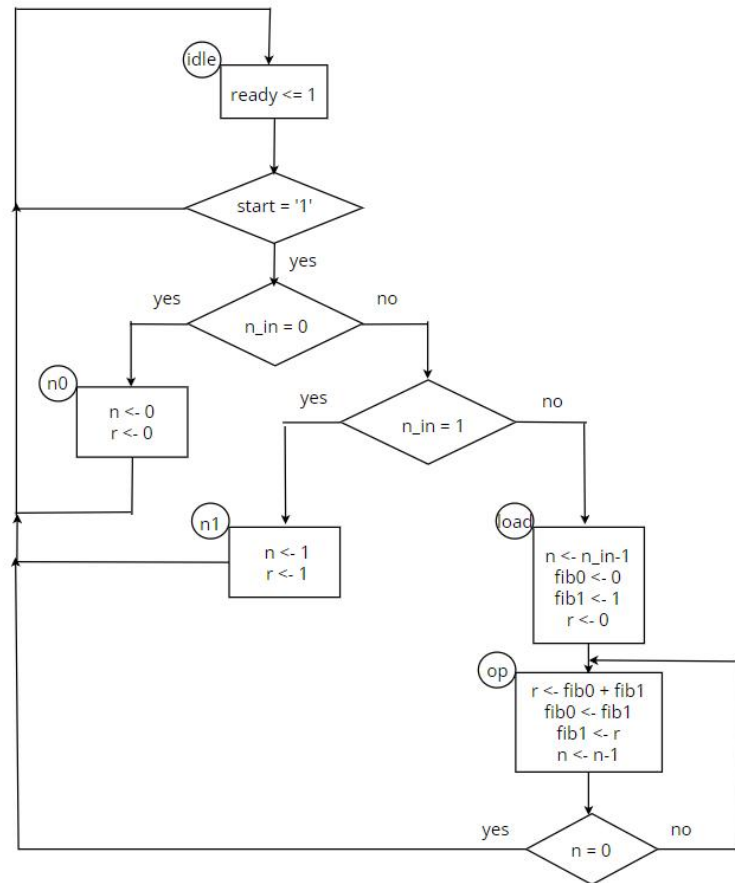 idle
ready <= 1
start = '1'
yes
yes
n_in = 0
no
n0
n <- 0
r <- 0
yes
n_in = 1
no
n1
n <- 1
r <- 1
load
n <- n_in-1
fib0 <- 0
fib1 <- 1
r <- 0
op
r <- fib0 + fib1
fib0 <- fib1
fib1 <- r
n <- n-1
yes
n = 0
no